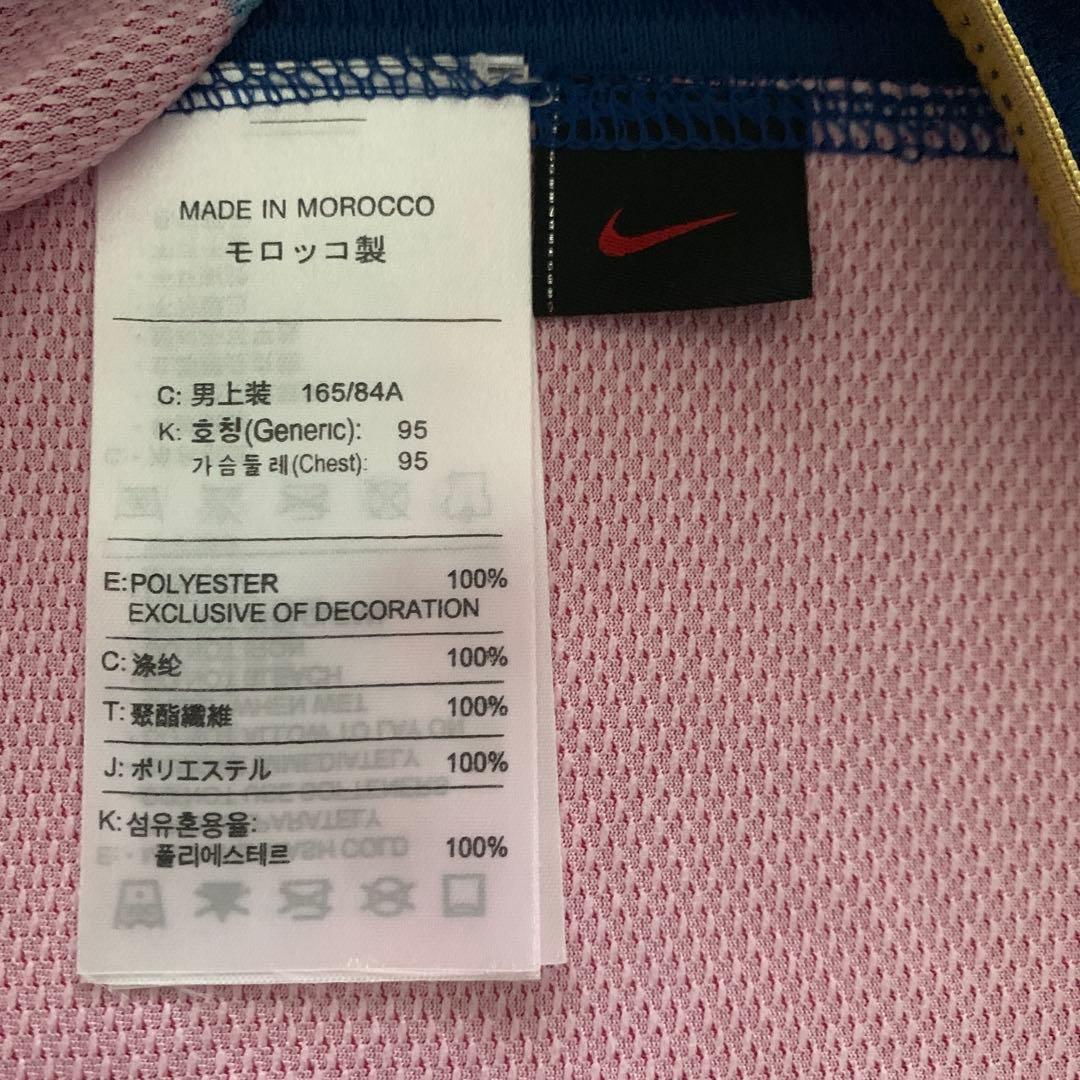 MADE IN MOROCCO
モロッコ製
C: 男上装 165/84A
K: 호칭(Generic): 95
가슴둘레(Chest): 95
E: POLYESTER 100%
EXCLUSIVE OF DECORATION
C: 涤纶 100%
T: 聚酯纖維 100%
J: ポリエステル 100%
K: 섬유혼용율:
폴리에스테르 100%